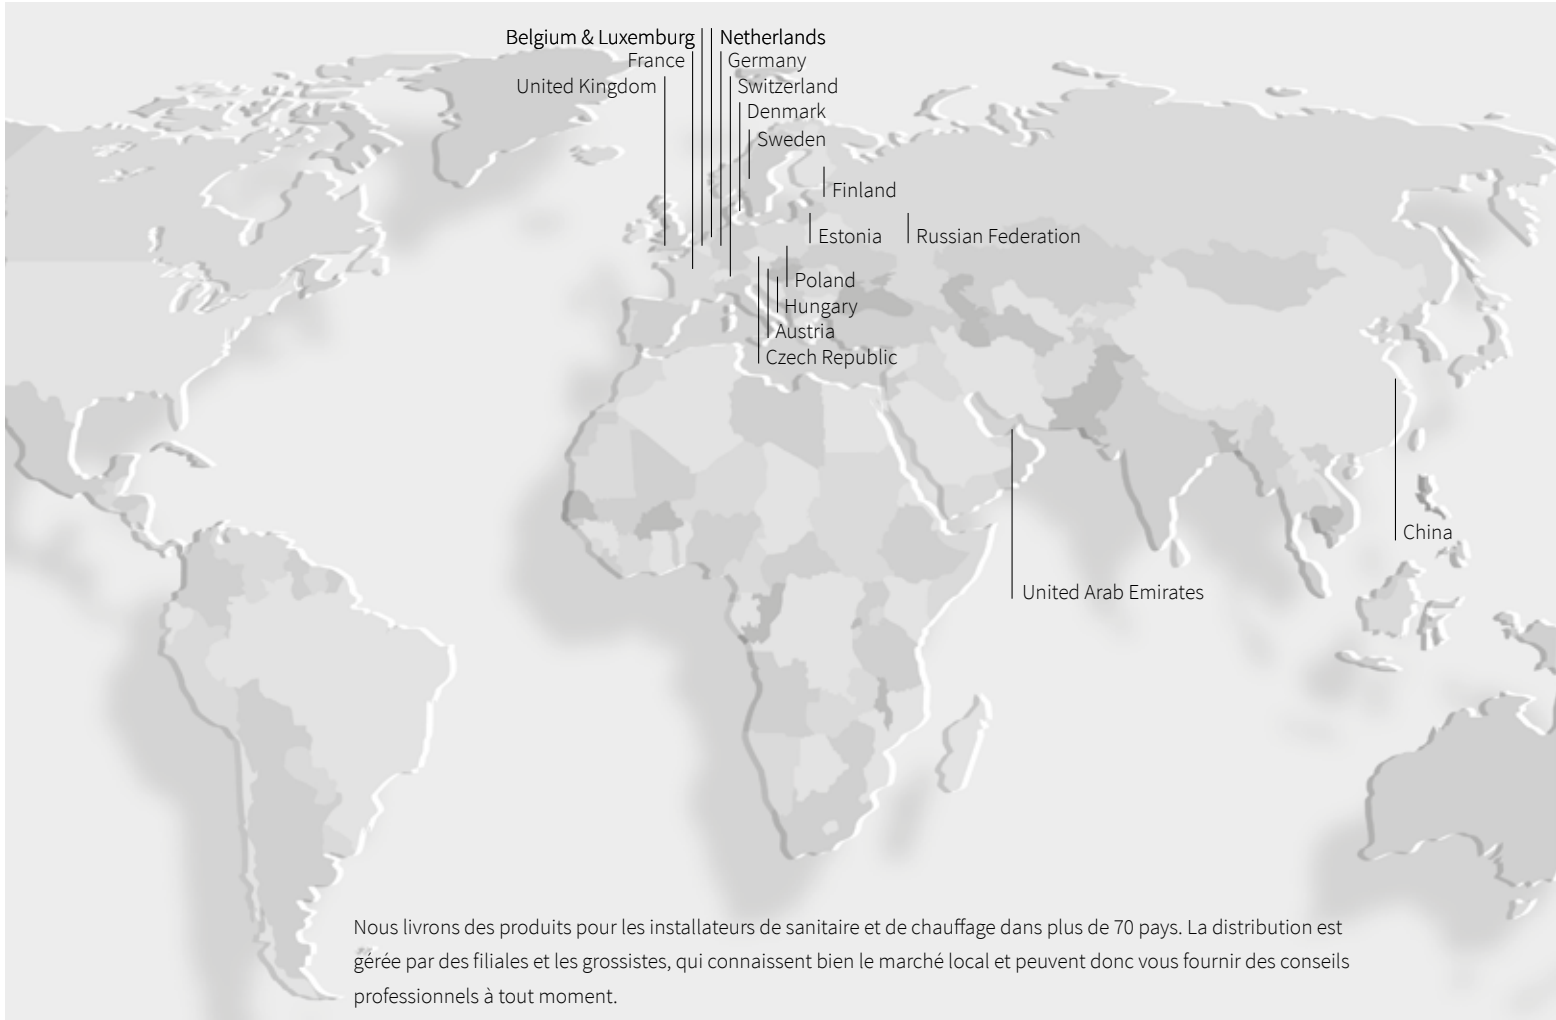 Belgium & Luxemburg
Netherlands
France
Germany
United Kingdom
Switzerland
Denmark
Sweden
Finland
Estonia
Russian Federation
Poland
Hungary
Austria
Czech Republic
China
United Arab Emirates
Nous livrons des produits pour les installateurs de sanitaire et de chauffage dans plus de 70 pays. La distribution est
gérée par des filiales et les grossistes, qui connaissent bien le marché local et peuvent donc vous fournir des conseils
professionnels à tout moment.